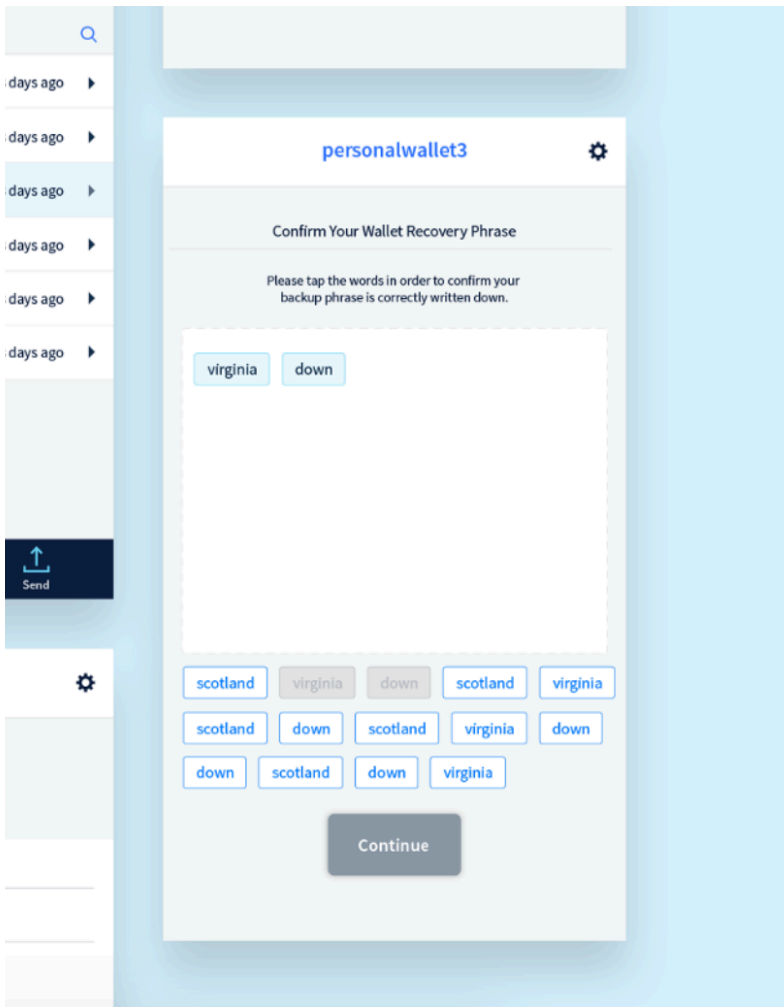 days ago
days ago
days ago
days ago
days ago
days ago
Send
personalwallet3
Confirm Your Wallet Recovery Phrase
Please tap the words in order to confirm your
backup phrase is correctly written down.
virginia down
scotland virginia down scotland virginia
scotland down scotland virginia down
down scotland down virginia
Continue